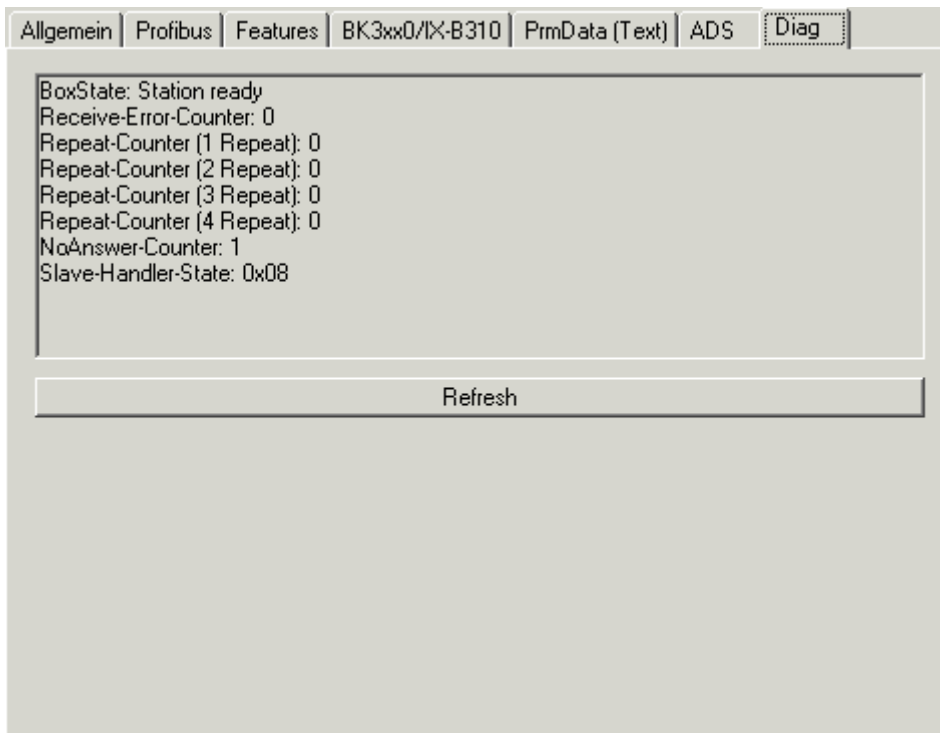 Allgemein Profibus Features BK3xx0/IX-B310 PrmData (Text) ADS Diag
BoxState: Station ready
Receive-Error-Counter: 0
Repeat-Counter (1 Repeat): 0
Repeat-Counter (2 Repeat): 0
Repeat-Counter (3 Repeat): 0
Repeat-Counter (4 Repeat): 0
NoAnswer-Counter: 1
Slave-Handler-State: 0x08
Refresh